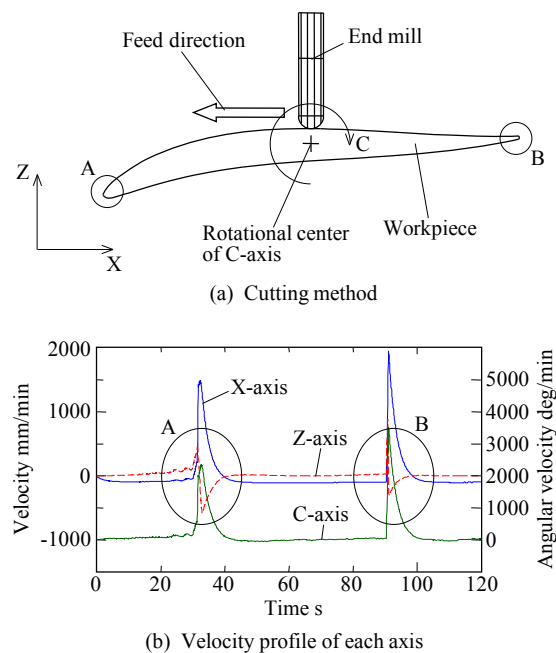 Feed direction
End mill
C
A
B
Z
X
Rotational center
of C-axis
Workpiece
(a) Cutting method
2000
1000
0
-1000
Velocity mm/min
5000
4000
3000
2000
1000
0
Angular velocity deg/min
A
X-axis
B
Z-axis
C-axis
0 20 40 60 80 100 120
Time s
(b) Velocity profile of each axis